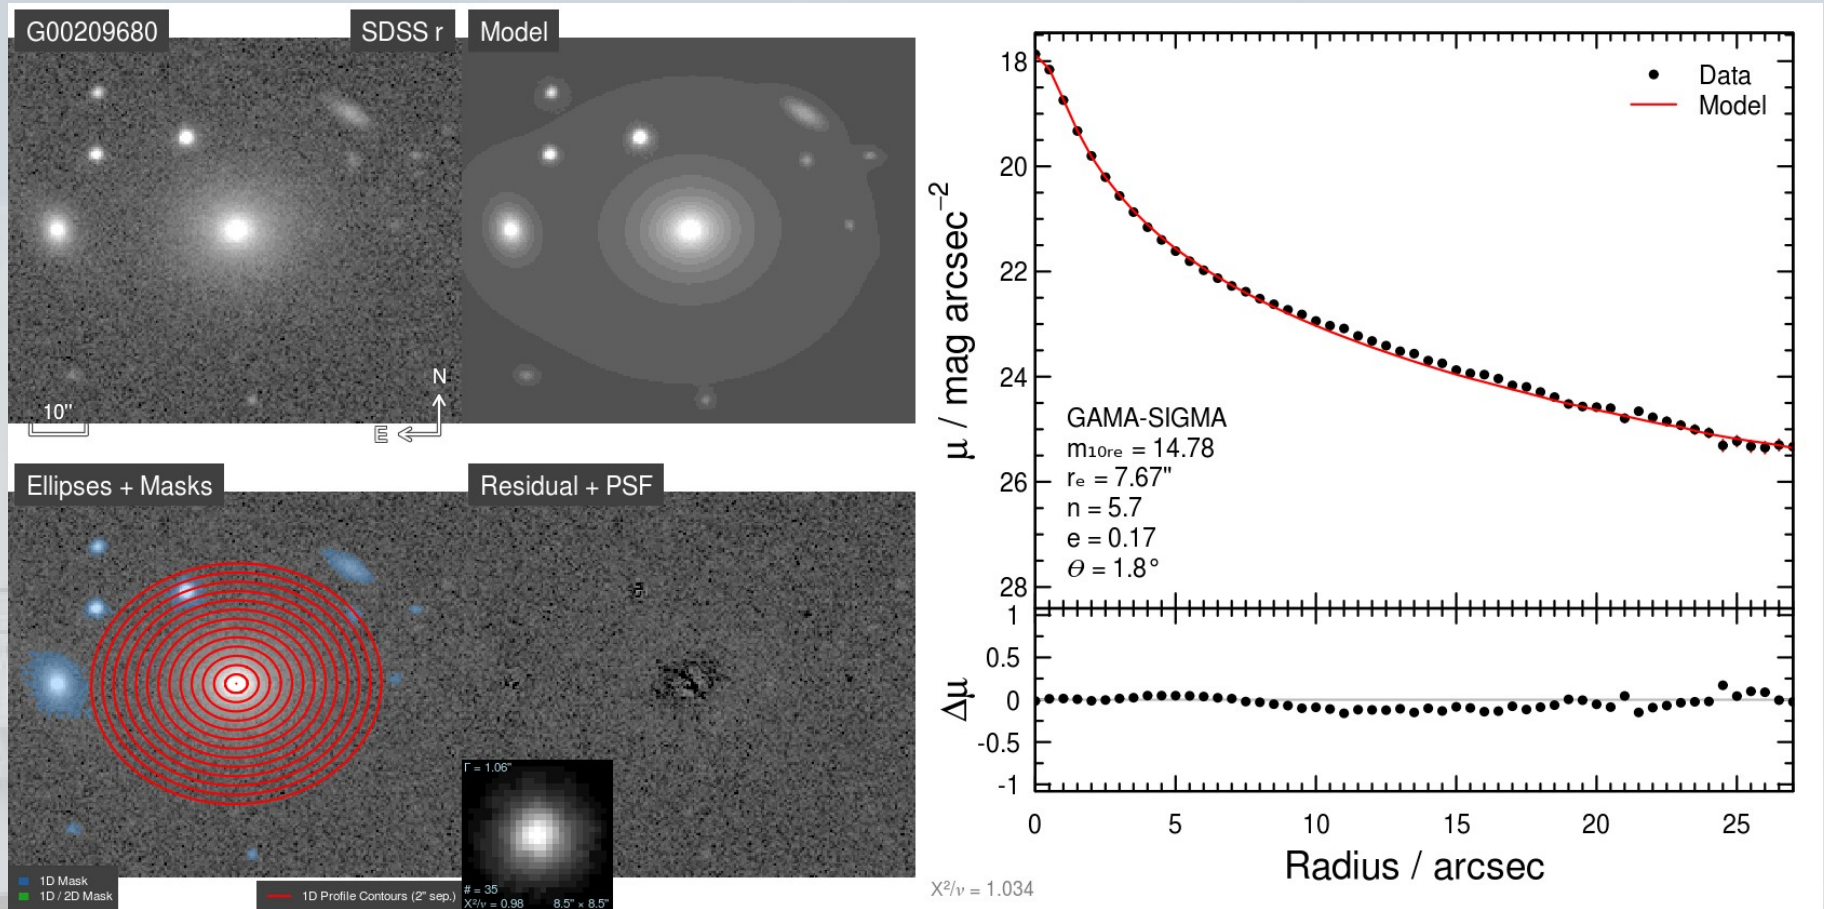 G00209680
SDSS r
Model
10"
N
E
Ellipses + Masks
Residual + PSF
1D Mask
1D / 2D Mask
1D Profile Contours (2" sep.)
Γ = 1.06"
# = 35
X²/ν = 0.98
8.5" × 8.5"
18
20
22
24
26
28
μ / mag arcsec⁻²
Data
Model
GAMA-SIGMA
m₁₀ᵣₑ = 14.78
rₑ = 7.67"
n = 5.7
e = 0.17
Θ = 1.8°
1
0.5
0
-0.5
-1
Δμ
0 5 10 15 20 25
Radius / arcsec
X²/ν = 1.034